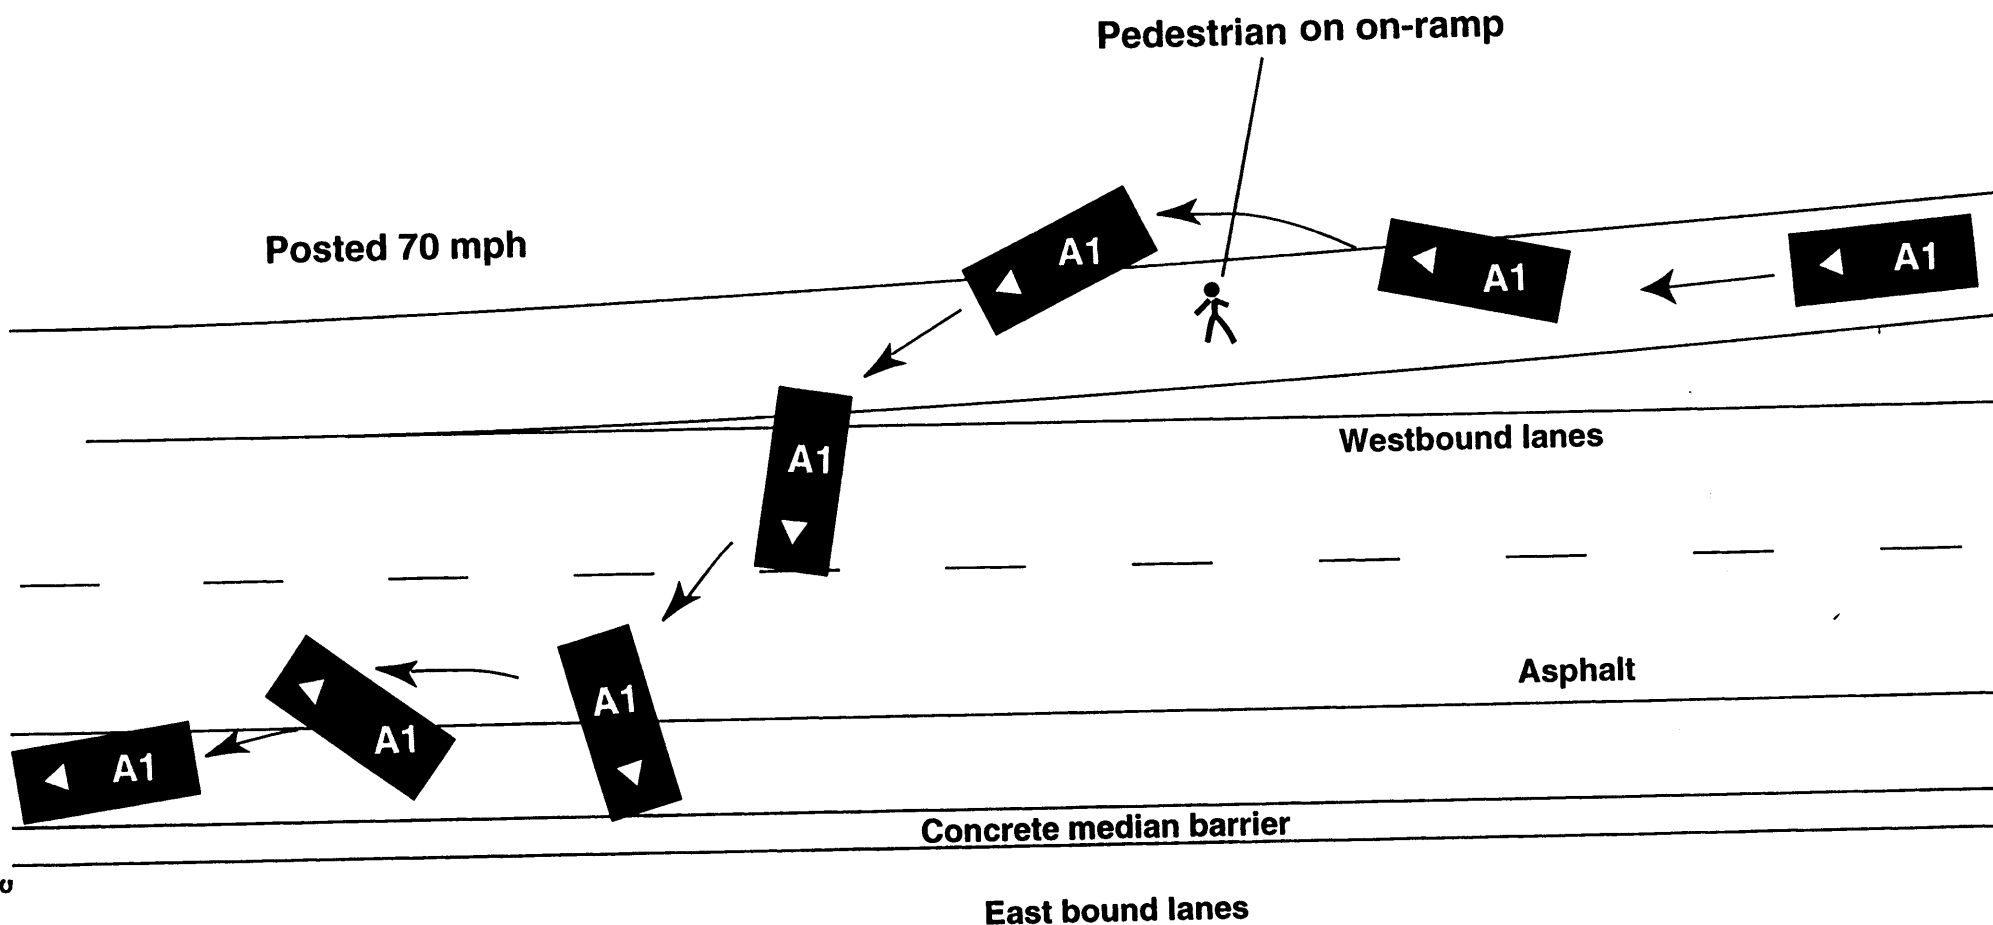 Pedestrian on on-ramp
Posted 70 mph
A1
A1
A1
A1
Westbound lanes
A1
Asphalt
A1
A1
Concrete median barrier
East bound lanes